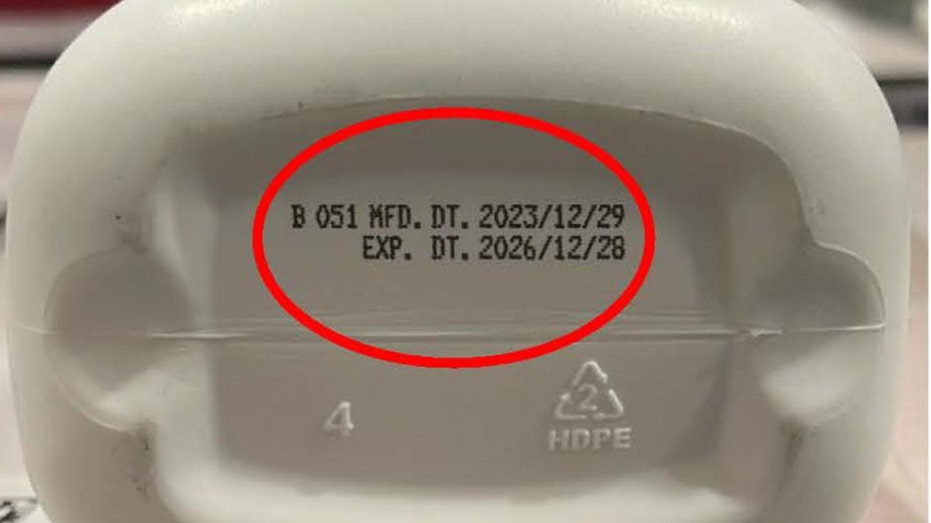 B 051 MFD. DT. 2023/12/29
EXP. DT. 2026/12/28
4
2
HDPE